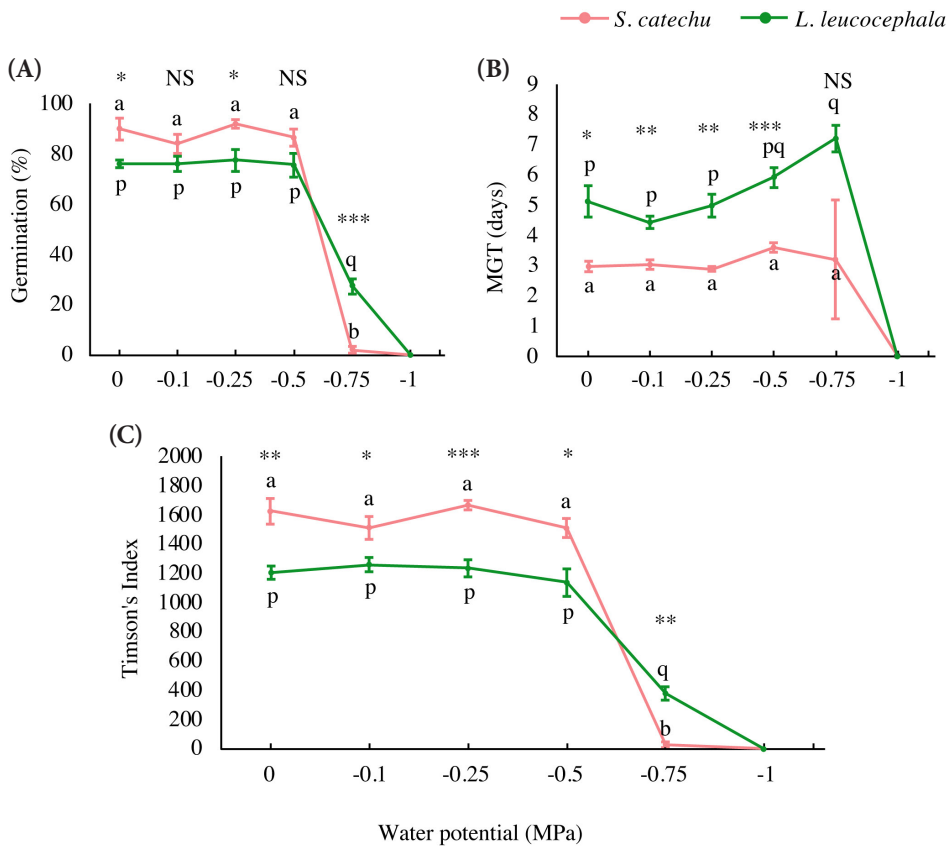 S. catechu L. leucocephala
(A)
* NS * NS
a a a a
100
80
60
40
20
0
p p p p
***
q
b
Germination (%)
0 -0.1 -0.25 -0.5 -0.75 -1
(B)
NS
q
* ** ** ***
p p p pq
9
8
7
6
5
4
3
2
1
0
a a a a a
MGT (days)
0 -0.1 -0.25 -0.5 -0.75 -1
(C)
** * *** *
a a a a
2000
1800
1600
1400
1200
1000
800
600
400
200
0
p p p p
**
q
b
Timson's Index
0 -0.1 -0.25 -0.5 -0.75 -1
Water potential (MPa)